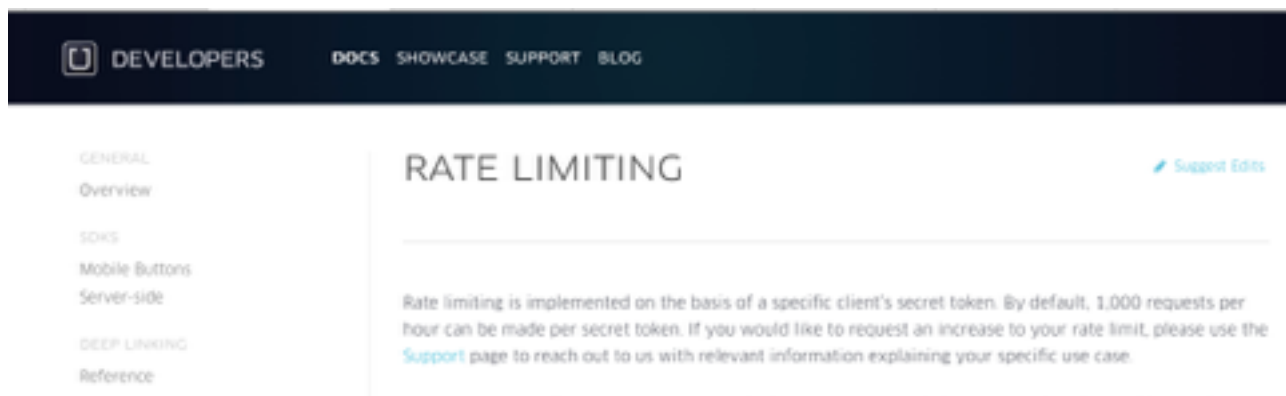 DEVELOPERS DOCS SHOWCASE SUPPORT BLOG
GENERAL
Overview
SDKS
Mobile Buttons
Server-side
DEEP LINKING
Reference
RATE LIMITING
Suggest Edits
Rate limiting is implemented on the basis of a specific client's secret token. By default, 1,000 requests per
hour can be made per secret token. If you would like to request an increase to your rate limit, please use the
Support page to reach out to us with relevant information explaining your specific use case.